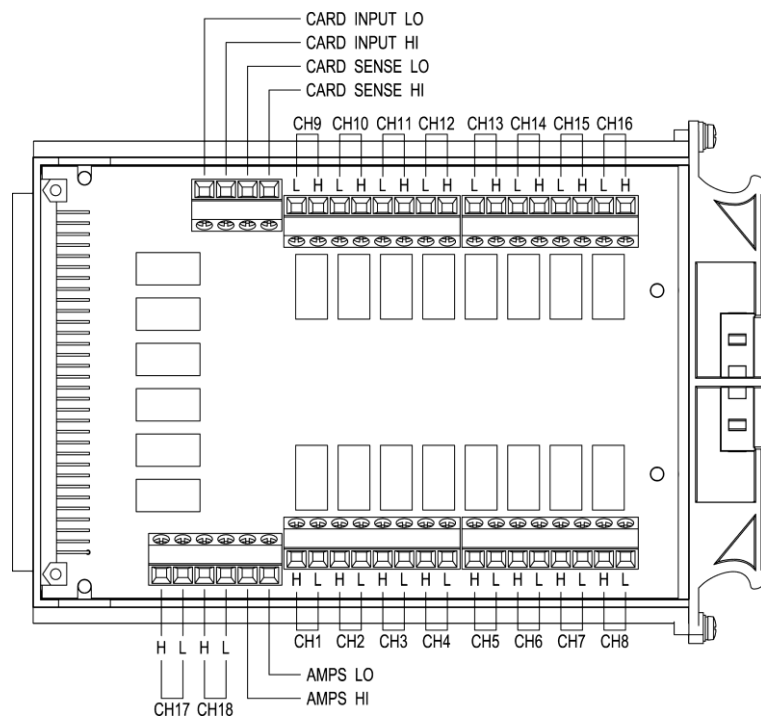 CARD INPUT LO
CARD INPUT HI
CARD SENSE LO
CARD SENSE HI
CH9 CH10 CH11 CH12 CH13 CH14 CH15 CH16
L H L H L H L H L H L H L H L H
H L H L H L H L H L H L H L H L
CH1 CH2 CH3 CH4 CH5 CH6 CH7 CH8
H L H L
AMPS LO
AMPS HI
CH17 CH18